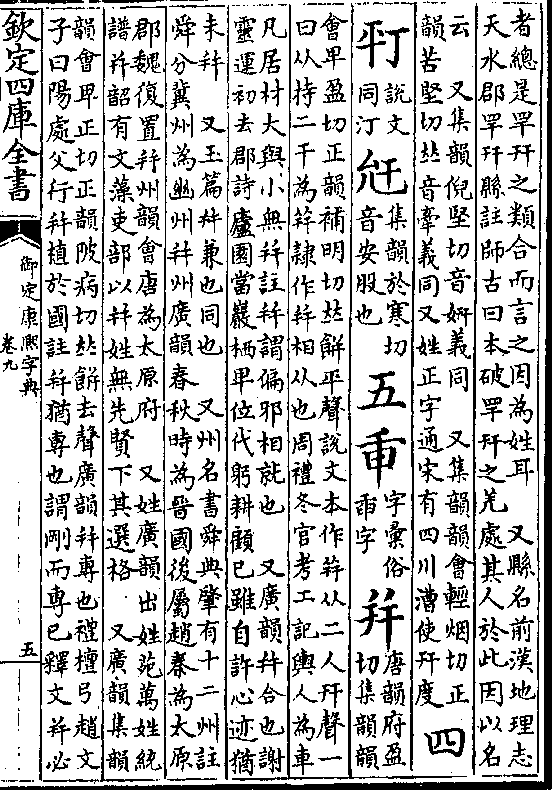 者總是罕幵之類合而言之因為姓耳 又縣名前漢地理志
天水郡罕幵縣註師古曰本破罕幵之羌處其人於此因以名
云 又集韻倪堅切音姸義同 又集韻韻會輕烟切正
韻苦堅切𠀤音牽義同又姓正字通宋有四川漕使幵度
四
說文
同汀
集韻於寒切
音安股也
五
字彙俗
字
幷
唐韻府盈
切集韻韻
會卑盈切正韻補明切𠀤餅平聲說文本作幷从二人幵聲一
曰从持二干為幷隸作幷相从也周禮冬官考工記輿人為車
凡居材大與小無幷註幷謂偏邪相就也 又廣韻幷合也謝
靈運初去郡詩廬園當巖栖卑位代躬耕顧已雖自許心迹猶
未幷 又玉篇幷兼也同也 又州名書舜典肇有十二州註
舜分冀州為幽州幷州廣韻春秋時為晉國後屬趙秦為太原
郡魏復置幷州韻會唐為太原府 又姓廣韻出姓苑萬姓統
譜幷韶有文藻吏部以幷姓無先賢下其選格 又廣韻集韻
韻會卑正切正韻陂病切𠀤餅去聲廣韻幷專也禮檀弓趙文
子曰陽處父行幷植於國註幷猶專也謂剛而專已釋文幷必
欽定四庫全書
御定康熙字典
卷九
五